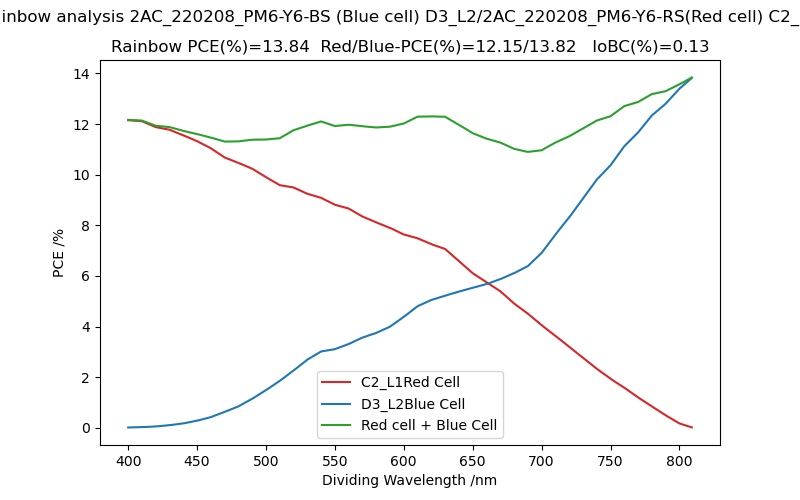 inbow analysis 2AC_220208_PM6-Y6-BS (Blue cell) D3_L2/2AC_220208_PM6-Y6-RS(Red cell) C2_
Rainbow PCE(%)=13.84 Red/Blue-PCE(%)=12.15/13.82 IoBC(%)=0.13
14
12
10
8
6
4
2
0
PCE /%
C2_L1Red Cell
D3_L2Blue Cell
Red cell + Blue Cell
400 450 500 550 600 650 700 750 800
Dividing Wavelength /nm